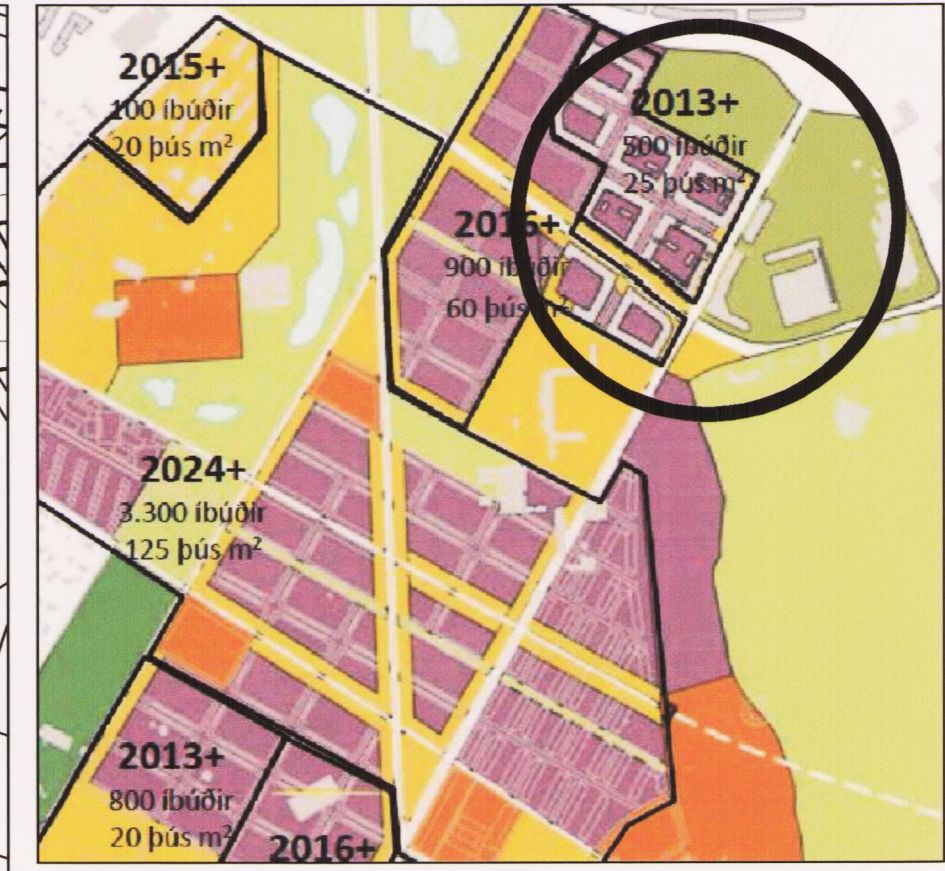 2015+
100 íbúðir
20 þús m²
2013+
500 íbúðir
25 þús m²
2016+
900 íbúðir
60 þús m²
2024+
3.300 íbúðir
125 þús m²
2013+
800 íbúðir
20 þús m²
2016+